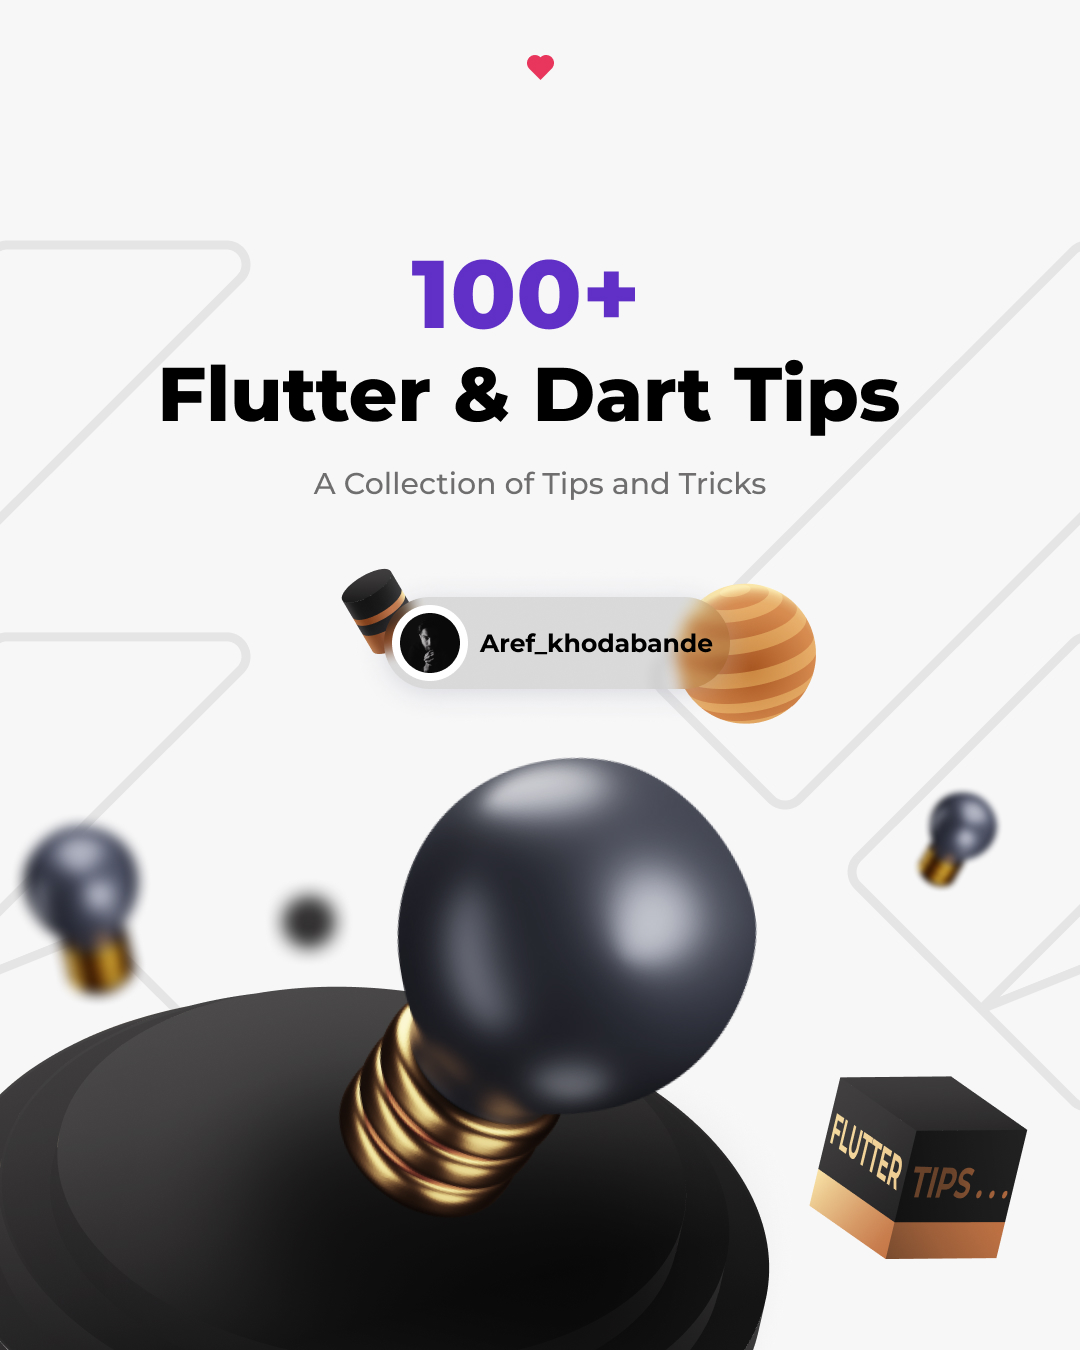 100+
Flutter & Dart Tips
A Collection of Tips and Tricks
Aref_khodabande
FLUTTER
TIPS...